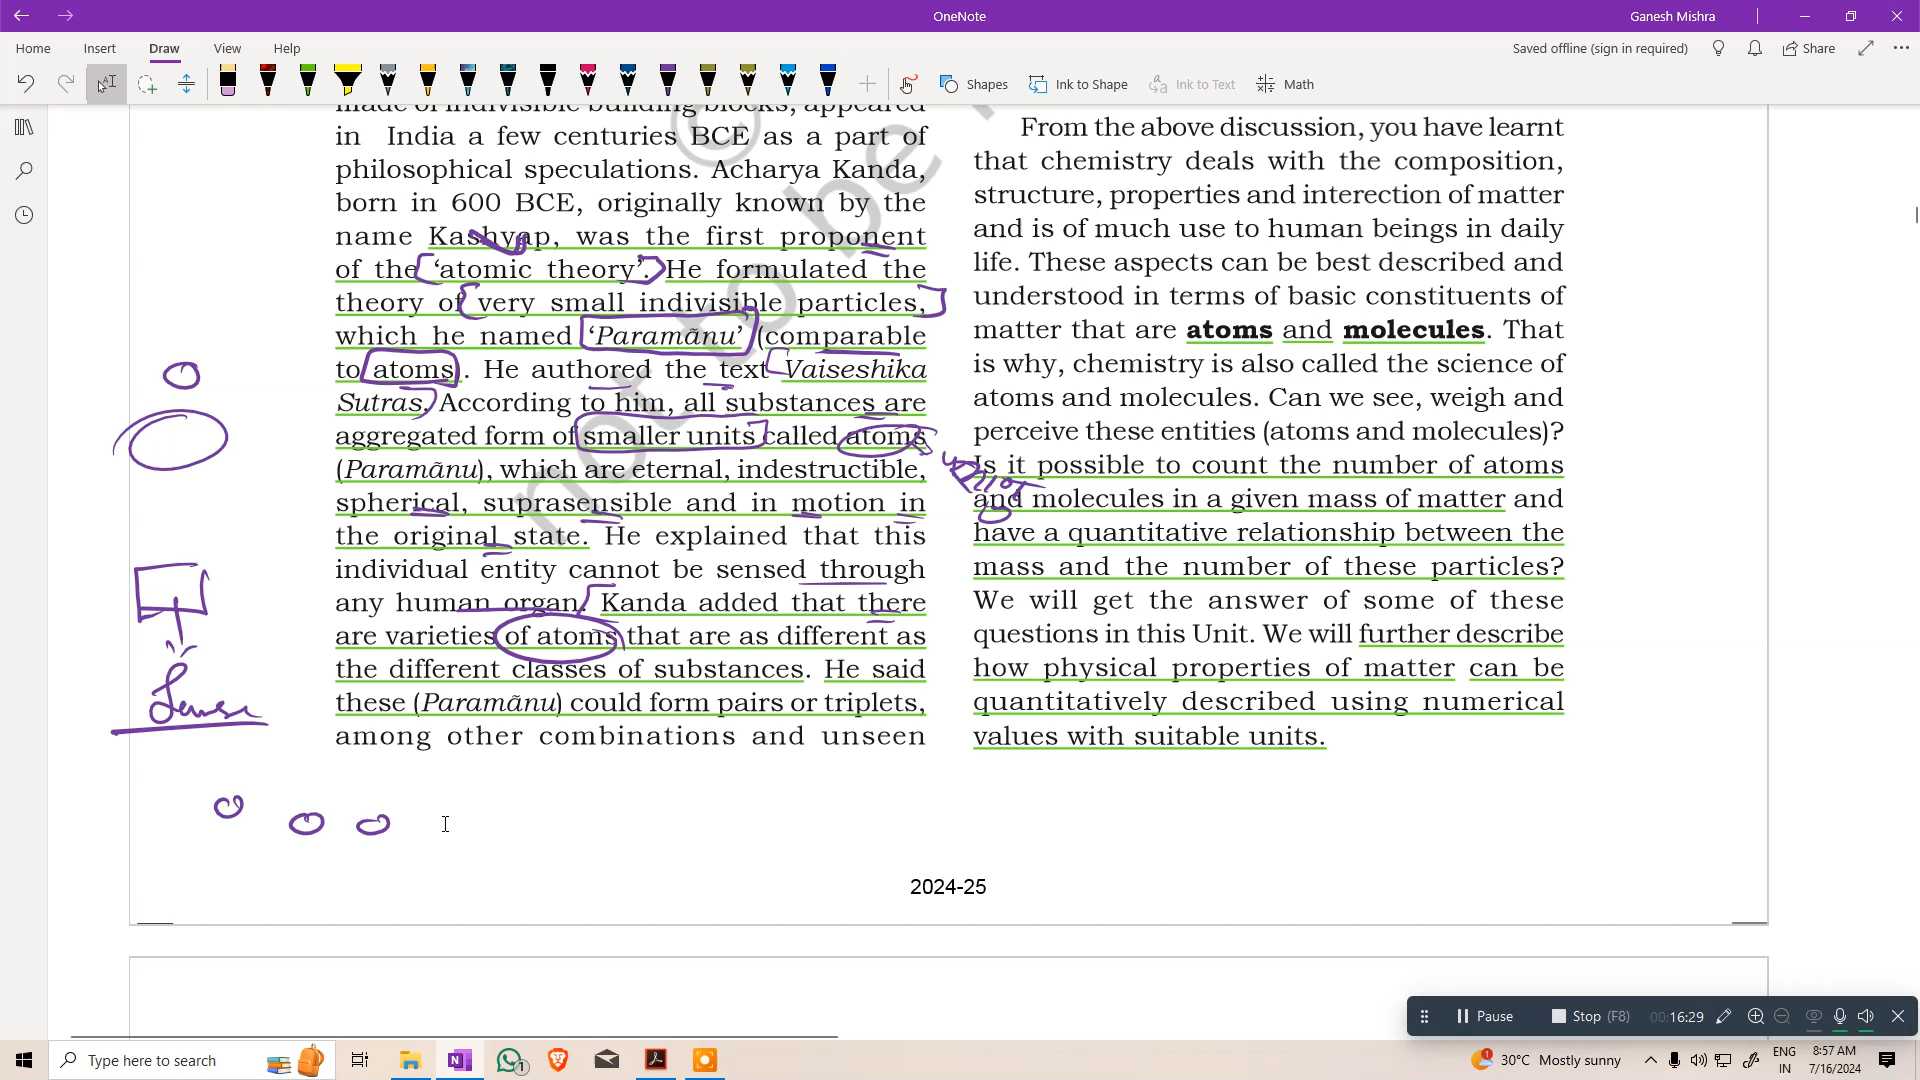 OneNote
Ganesh Mishra
Home Insert Draw View Help
Saved offline (sign in required)
Share
Shapes
Ink to Shape
Ink to Text
Math
made of indivisible building blocks, appeared
in India a few centuries BCE as a part of
philosophical speculations. Acharya Kanda,
born in 600 BCE, originally known by the
name Kashyap, was the first proponent
of the ‘atomic theory’. He formulated the
theory of very small indivisible particles,
which he named ‘Paramãnu’ (comparable
to atoms). He authored the text Vaiseshika
Sutras. According to him, all substances are
aggregated form of smaller units called atoms
(Paramãnu), which are eternal, indestructible,
spherical, suprasensible and in motion in
the original state. He explained that this
individual entity cannot be sensed through
any human organ. Kanda added that there
are varieties of atoms that are as different as
the different classes of substances. He said
these (Paramãnu) could form pairs or triplets,
among other combinations and unseen
From the above discussion, you have learnt
that chemistry deals with the composition,
structure, properties and interection of matter
and is of much use to human beings in daily
life. These aspects can be best described and
understood in terms of basic constituents of
matter that are atoms and molecules. That
is why, chemistry is also called the science of
atoms and molecules. Can we see, weigh and
perceive these entities (atoms and molecules)?
Is it possible to count the number of atoms
and molecules in a given mass of matter and
have a quantitative relationship between the
mass and the number of these particles?
We will get the answer of some of these
questions in this Unit. We will further describe
how physical properties of matter can be
quantitatively described using numerical
values with suitable units.
© not to be
Sense
2024-25
Pause
Stop (F8)
00:16:29
Type here to search
1
1
30°C Mostly sunny
ENG
IN
8:57 AM
7/16/2024